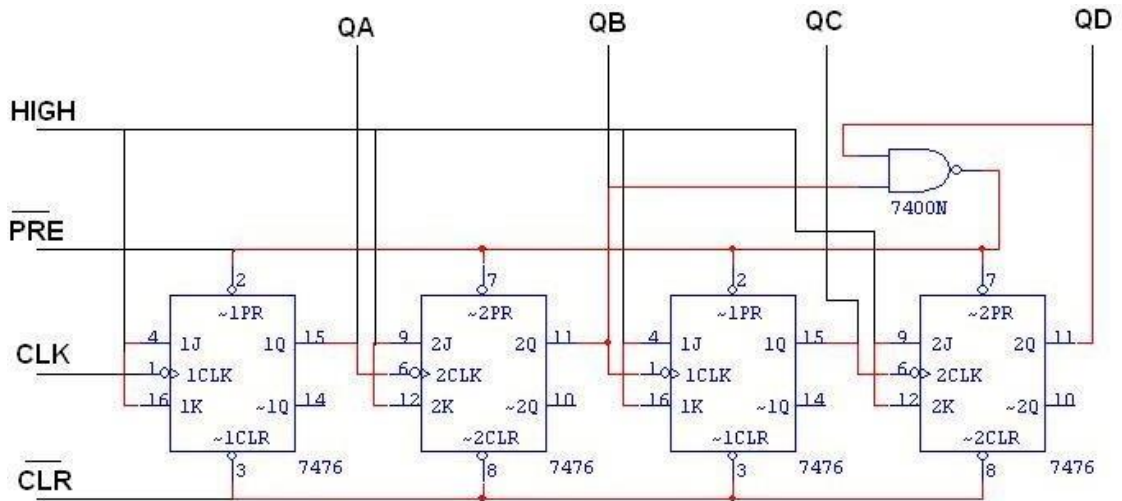 QA QB QC QD
HIGH
7400N
PRE
2 7 2 7
~1PR ~2PR ~1PR ~2PR
4 1J 1Q 15 9 2J 2Q 11 4 1J 1Q 15 9 2J 2Q 11
CLK 1 1CLK 6 2CLK 1 1CLK 6 2CLK
16 1K ~1Q 14 12 2K ~2Q 10 16 1K ~1Q 14 12 2K ~2Q 10
~1CLR ~2CLR ~1CLR ~2CLR
3 7476 8 7476 3 7476 8 7476
CLR